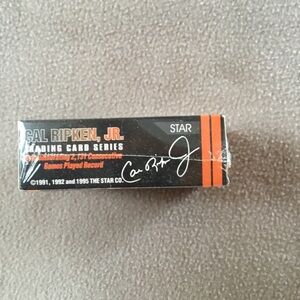 CAL RIPKEN, JR.
STAR
TRADING CARD SERIES
2,131 Consecutive
Games Played Record
©1991, 1992 and 1995 THE STAR CO.